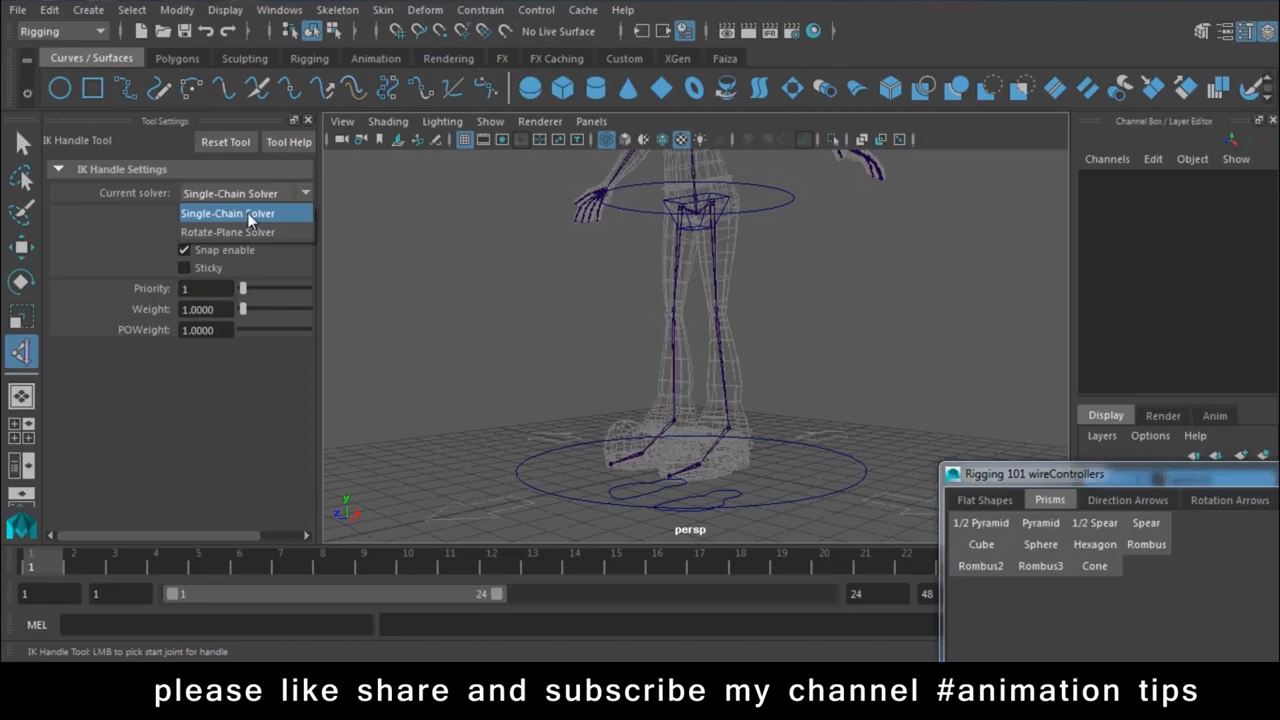 File Edit Create Select Modify Display Windows Skeleton Skin Deform Constrain Control Cache Help
Rigging
No Live Surface
Curves / Surfaces Polygons Sculpting Rigging Animation Rendering FX FX Caching Custom XGen Faiza
Tool Settings
IK Handle Tool
Reset Tool
Tool Help
IK Handle Settings
Current solver: Single-Chain Solver
Single-Chain Solver
Rotate-Plane Solver
Snap enable
Sticky
Priority: 1
Weight: 1.0000
POWeight: 1.0000
View Shading Lighting Show Renderer Panels
persp
y
z
x
Channel Box / Layer Editor
Channels Edit Object Show
Display Render Anim
Layers Options Help
Rigging 101 wireControllers
Flat Shapes Prisms Direction Arrows Rotation Arrows
1/2 Pyramid Pyramid 1/2 Spear Spear
Cube Sphere Hexagon Rombus
Rombus2 Rombus3 Cone
1 2 3 4 5 6 7 8 9 10 11 12 13 14 15 16 17 18 19 20 21 22
1
1 1 1 24 24 48
MEL
IK Handle Tool: LMB to pick start joint for handle
please like share and subscribe my channel #animation tips